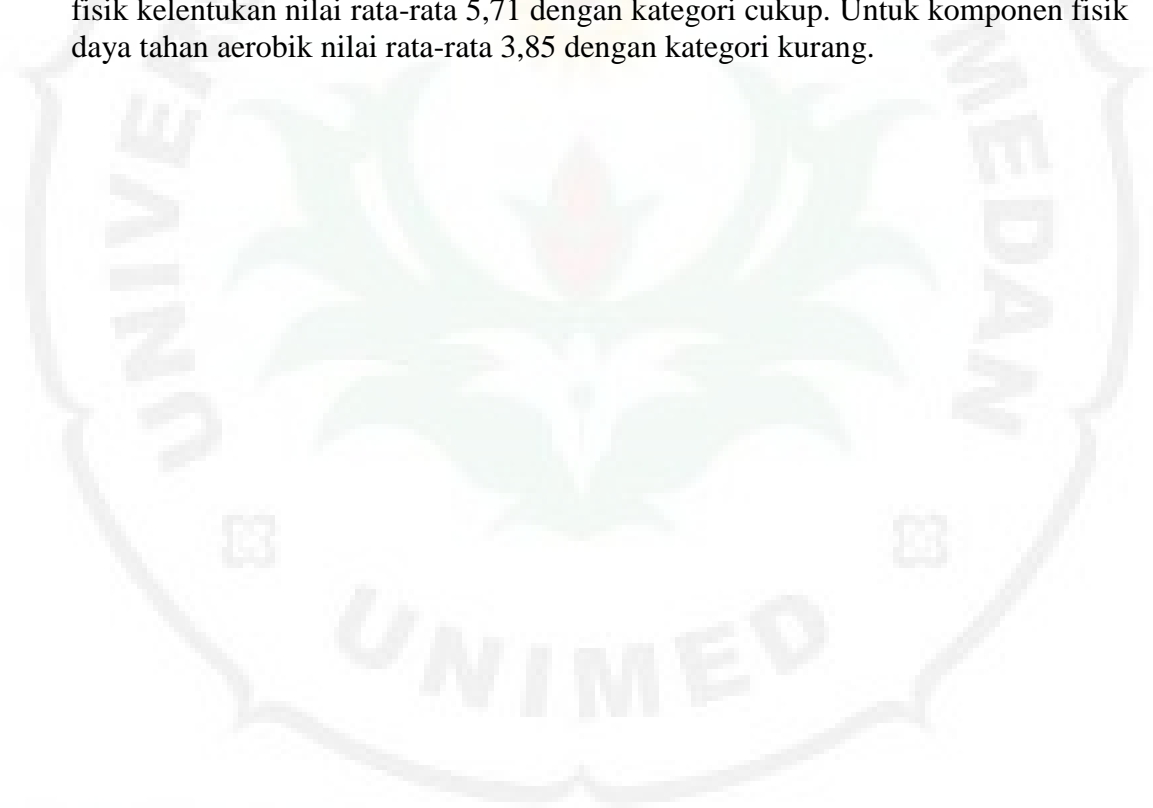 fisik kelentukan nilai rata-rata 5,71 dengan kategori cukup. Untuk komponen fisik
daya tahan aerobik nilai rata-rata 3,85 dengan kategori kurang.
UNIVER
MEDAN
UNIMED